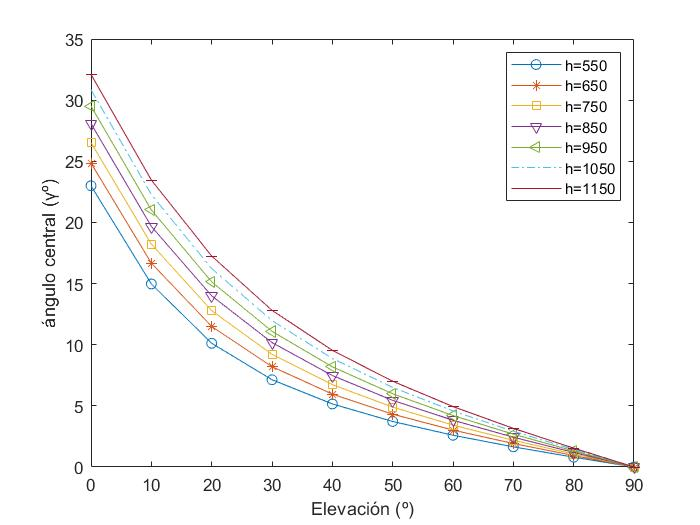 35
30
25
20
15
10
5
0
ángulo central (γº)
0 10 20 30 40 50 60 70 80 90
Elevación (º)
h=550
h=650
h=750
h=850
h=950
h=1050
h=1150